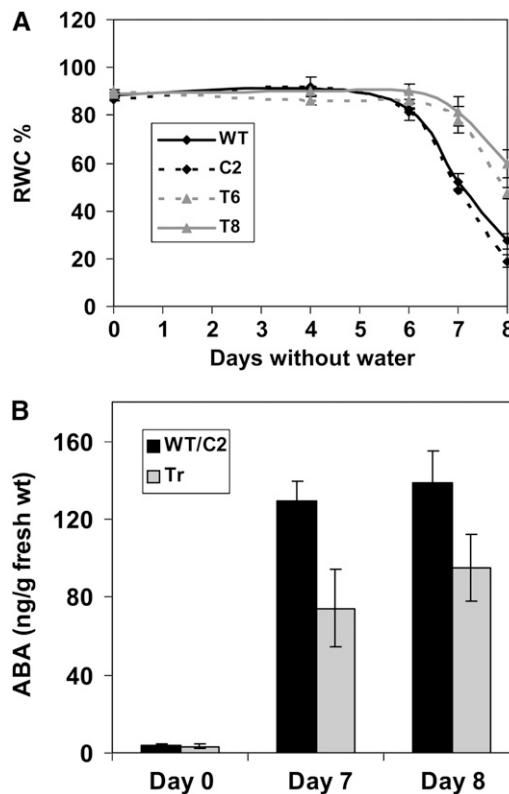 A
120
100
80
60
40
20
0
RWC %
WT
C2
T6
T8
0 1 2 3 4 5 6 7 8
Days without water
B
160
120
80
40
0
ABA (ng/g fresh wt)
WT/C2
Tr
Day 0 Day 7 Day 8